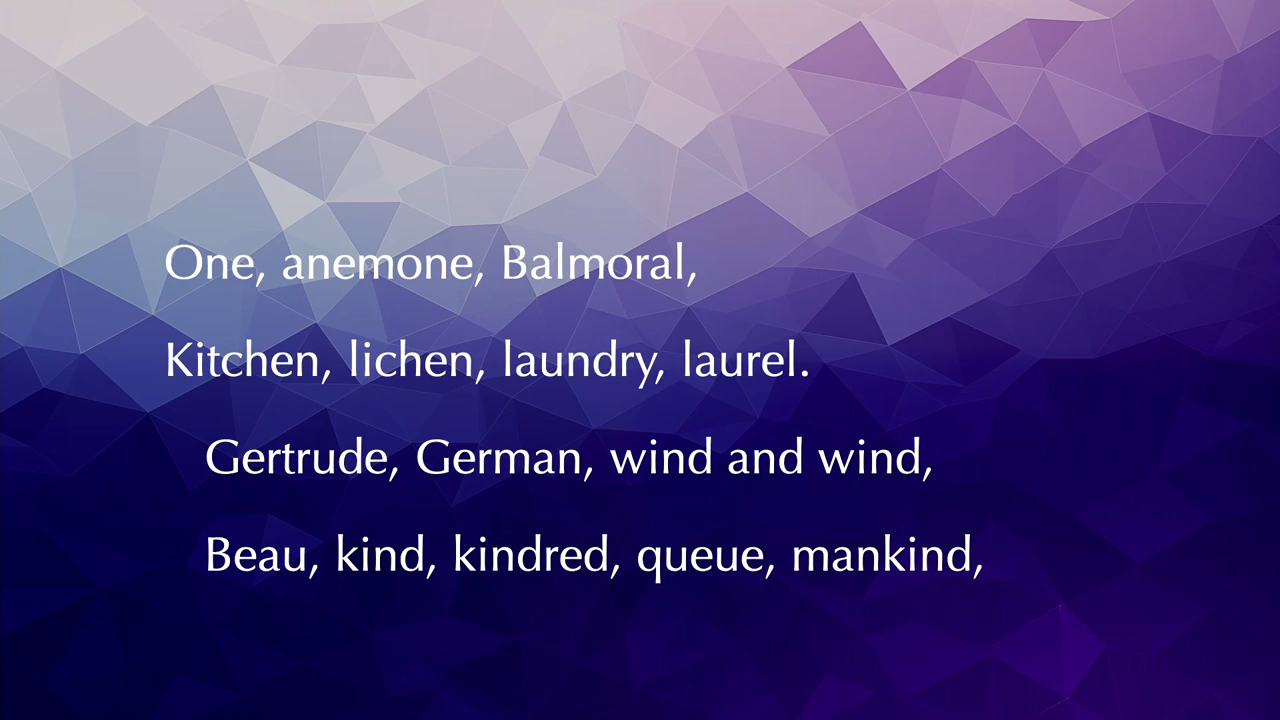 One, anemone, Balmoral,
Kitchen, lichen, laundry, laurel.
Gertrude, German, wind and wind,
Beau, kind, kindred, queue, mankind,